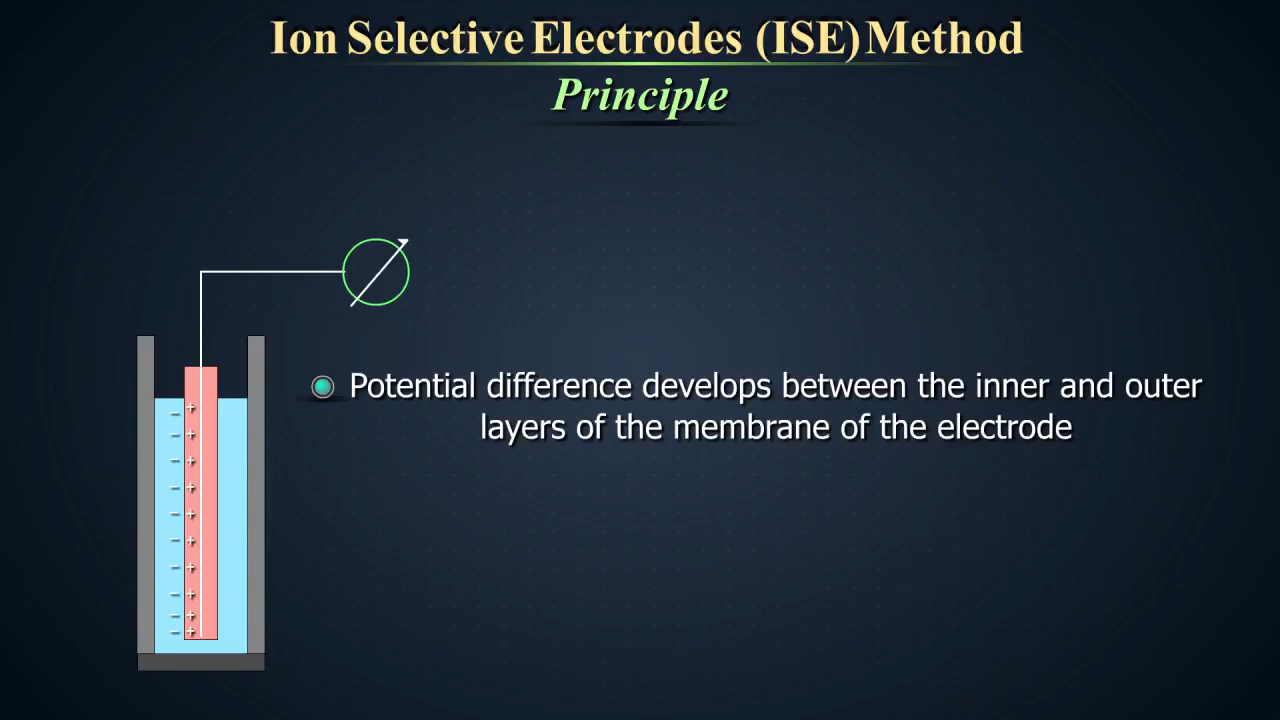 Ion Selective Electrodes (ISE) Method
Principle
Potential difference develops between the inner and outer
layers of the membrane of the electrode
− +
− +
− +
− +
− +
− +
− +
− +
− +
− +